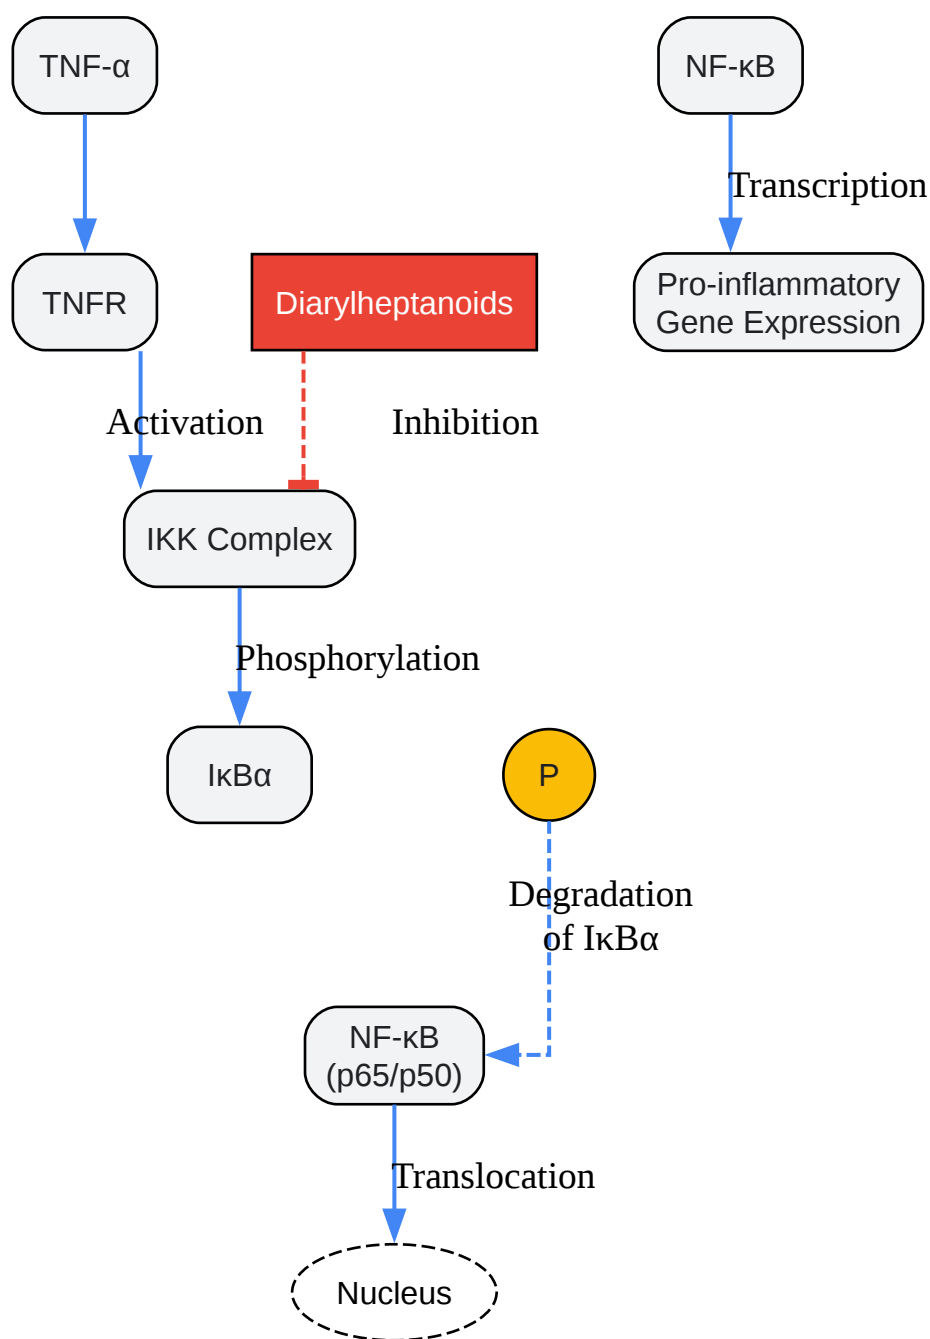 TNF-α
NF-κB
Transcription
TNFR
Diarylheptanoids
Pro-inflammatory
Gene Expression
Activation
Inhibition
IKK Complex
Phosphorylation
IκBα
P
Degradation
of IκBα
NF-κB
(p65/p50)
Translocation
Nucleus